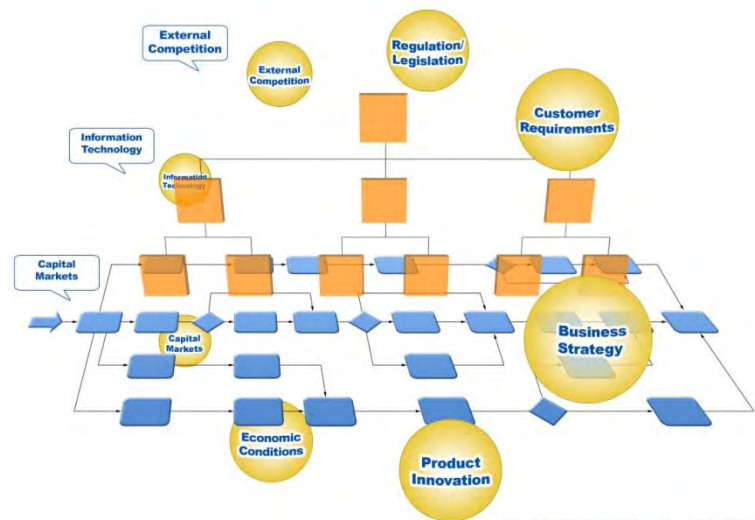 External
Competition
External
Competition
Regulation/
Legislation
Customer
Requirements
Information
Technology
Information
Technology
Capital
Markets
Capital
Markets
Business
Strategy
Economic
Conditions
Product
Innovation